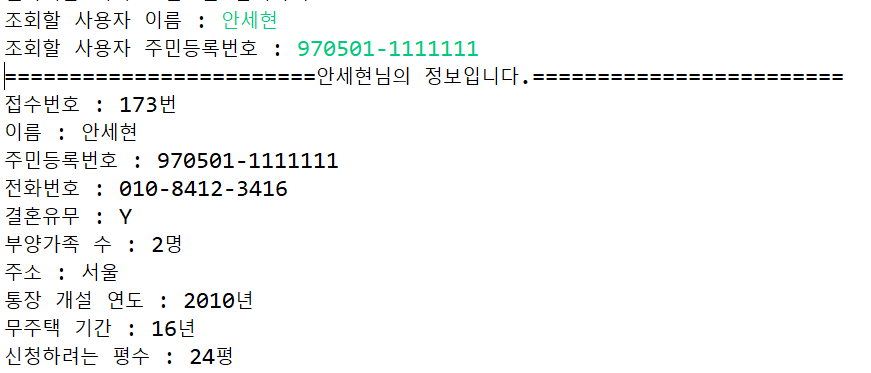 조회할 사용자 이름 : 안세현
조회할 사용자 주민등록번호 : 970501-1111111
========================안세현님의 정보입니다.========================
접수번호 : 173번
이름 : 안세현
주민등록번호 : 970501-1111111
전화번호 : 010-8412-3416
결혼유무 : Y
부양가족 수 : 2명
주소 : 서울
통장 개설 연도 : 2010년
무주택 기간 : 16년
신청하려는 평수 : 24평